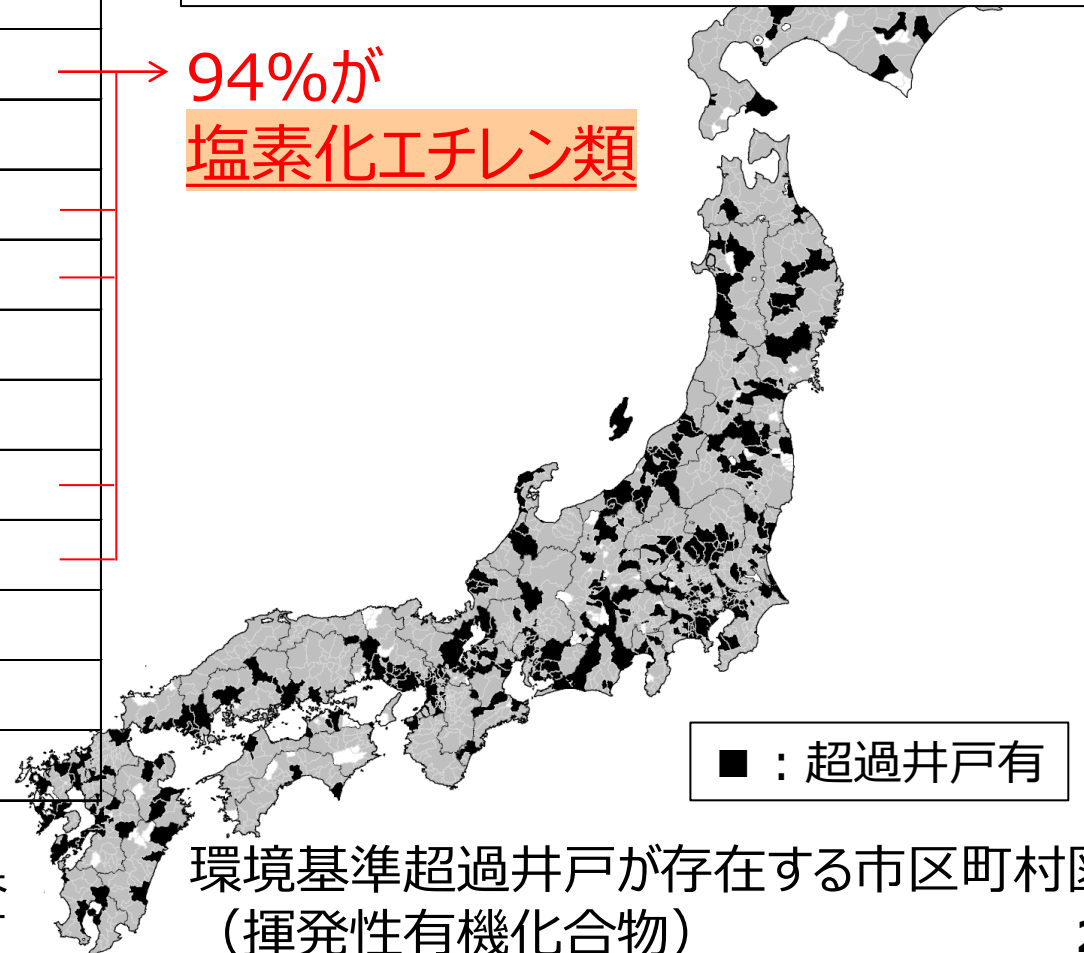 94%が
塩素化エチレン類
■：超過井戸有
環境基準超過井戸が存在する市区町村
（揮発性有機化合物）